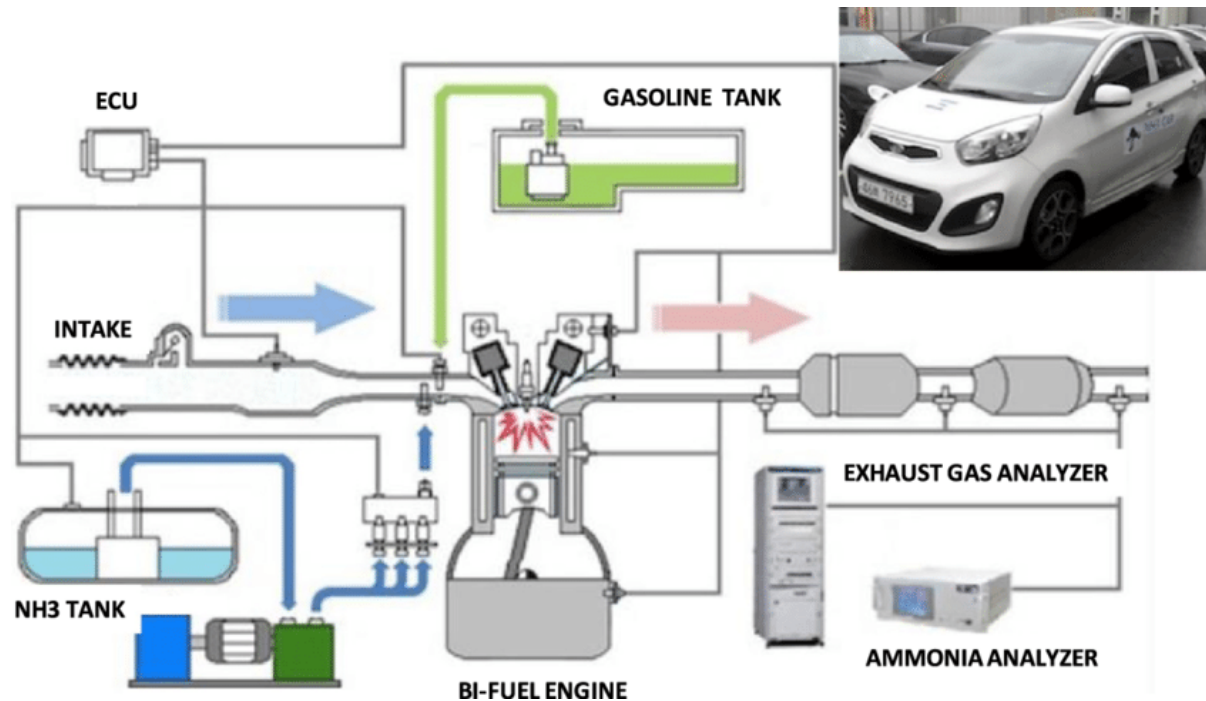 ECU
GASOLINE TANK
INTAKE
EXHAUST GAS ANALYZER
NH3 TANK
AMMONIA ANALYZER
BI-FUEL ENGINE